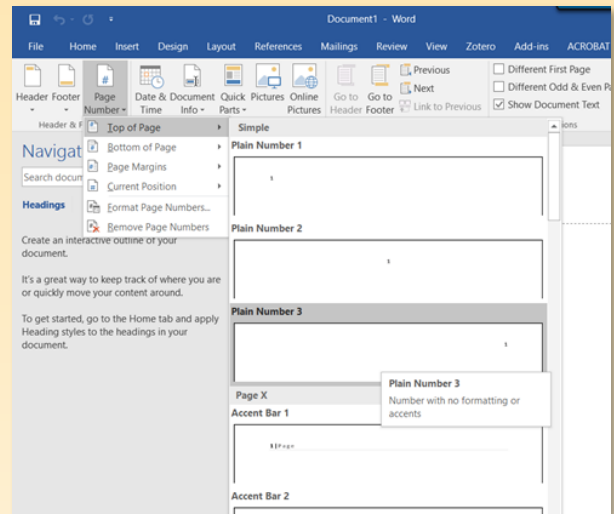 Document1 - Word
File Home Insert Design Layout References Mailings Review View Zotero Add-ins ACROBAT
Header Footer Page Number Date & Time Document Info Quick Parts Pictures Online Pictures Go to Header Go to Footer Previous Next Link to Previous
Different First Page
Different Odd & Even
Show Document Text
Header &
Top of Page
Bottom of Page
Page Margins
Current Position
Format Page Numbers...
Remove Page Numbers
Navigat
Search docum
Headings
Create an interactive outline of your
document.
It's a great way to keep track of where you are
or quickly move your content around.
To get started, go to the Home tab and apply
Heading styles to the headings in your
document.
Simple
Plain Number 1
1
Plain Number 2
1
Plain Number 3
1
Plain Number 3
Number with no formatting or
accents
Page X
Accent Bar 1
1 | Page
Accent Bar 2